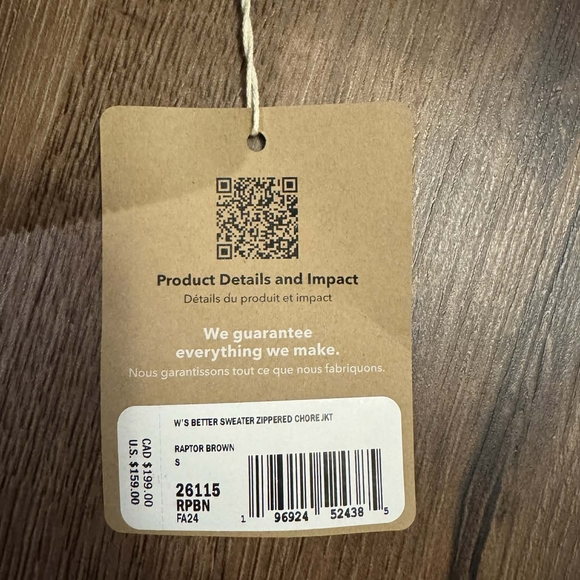 Product Details and Impact
Détails du produit et impact
We guarantee
everything we make.
Nous garantissons tout ce que nous fabriquons.
W'S BETTER SWEATER ZIPPERED CHORE JKT
RAPTOR BROWN
S
26115
RPBN
FA24
CAD $199.00
U.S. $159.00
1 96924 52438 5